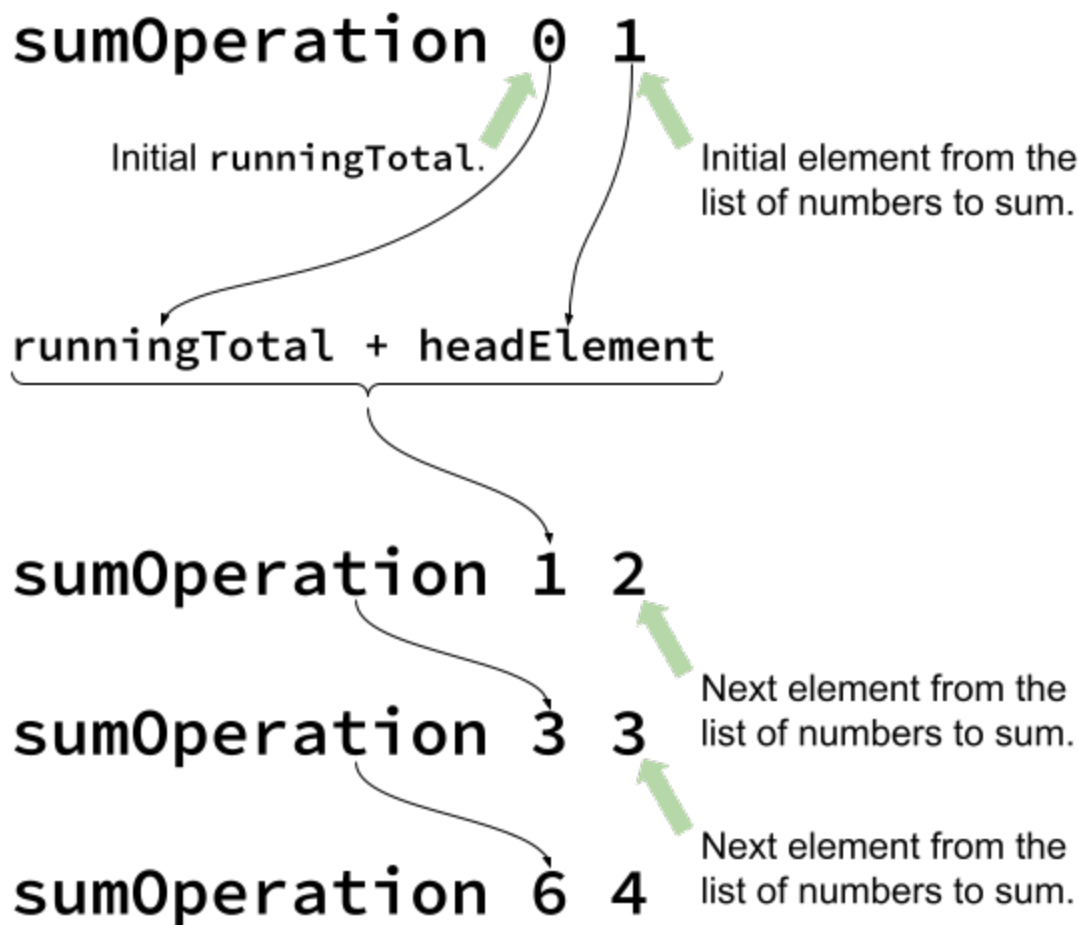 sumOperation 0 1
Initial runningTotal.
Initial element from the
list of numbers to sum.
runningTotal + headElement
sumOperation 1 2
Next element from the
list of numbers to sum.
sumOperation 3 3
Next element from the
list of numbers to sum.
sumOperation 6 4